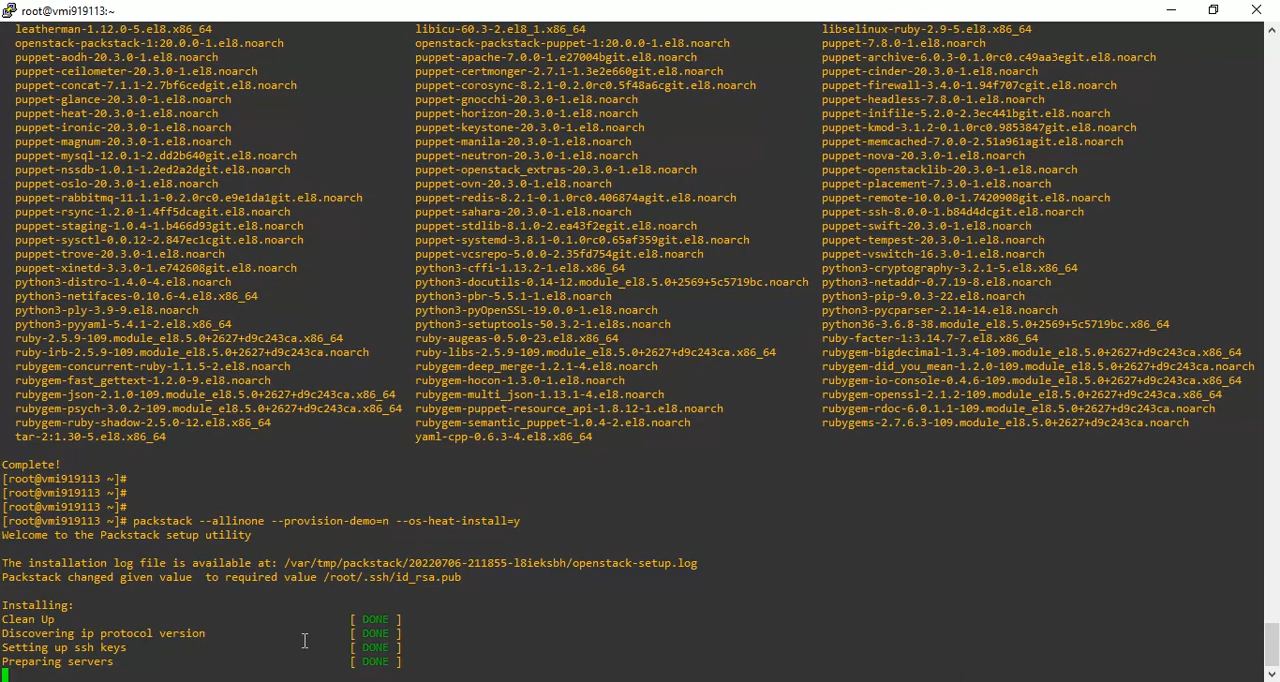 root@vmi919113:~
leatherman-1.12.0-5.el8.x86_64 libicu-60.3-2.el8_1.x86_64 libselinux-ruby-2.9-5.el8.x86_64
openstack-packstack-1:20.0.0-1.el8.noarch openstack-packstack-puppet-1:20.0.0-1.el8.noarch puppet-7.8.0-1.el8.noarch
puppet-aodh-20.3.0-1.el8.noarch puppet-apache-7.0.0-1.e27004bgit.el8.noarch puppet-archive-6.0.3-0.1.0rc0.c49aa3egit.el8.noarch
puppet-ceilometer-20.3.0-1.el8.noarch puppet-certmonger-2.7.1-1.3e2e660git.el8.noarch puppet-cinder-20.3.0-1.el8.noarch
puppet-concat-7.1.1-2.7bf6cedgit.el8.noarch puppet-corosync-8.2.1-0.2.0rc0.5f48a6cgit.el8.noarch puppet-firewall-3.4.0-1.94f707cgit.el8.noarch
puppet-glance-20.3.0-1.el8.noarch puppet-gnocchi-20.3.0-1.el8.noarch puppet-headless-7.8.0-1.el8.noarch
puppet-heat-20.3.0-1.el8.noarch puppet-horizon-20.3.0-1.el8.noarch puppet-inifile-5.2.0-2.3ec441bgit.el8.noarch
puppet-ironic-20.3.0-1.el8.noarch puppet-keystone-20.3.0-1.el8.noarch puppet-kmod-3.1.2-0.1.0rc0.9853847git.el8.noarch
puppet-magnum-20.3.0-1.el8.noarch puppet-manila-20.3.0-1.el8.noarch puppet-memcached-7.0.0-2.51a961agit.el8.noarch
puppet-mysql-12.0.1-2.dd2b640git.el8.noarch puppet-neutron-20.3.0-1.el8.noarch puppet-nova-20.3.0-1.el8.noarch
puppet-nssdb-1.0.1-1.2ed2a2dgit.el8.noarch puppet-openstack_extras-20.3.0-1.el8.noarch puppet-openstacklib-20.3.0-1.el8.noarch
puppet-oslo-20.3.0-1.el8.noarch puppet-ovn-20.3.0-1.el8.noarch puppet-placement-7.3.0-1.el8.noarch
puppet-rabbitmq-11.1.1-0.2.0rc0.e9e1da1git.el8.noarch puppet-redis-8.2.1-0.1.0rc0.406874agit.el8.noarch puppet-remote-10.0.0-1.7420908git.el8.noarch
puppet-rsync-1.2.0-1.4ff5dcagit.el8.noarch puppet-sahara-20.3.0-1.el8.noarch puppet-ssh-8.0.0-1.b84d4dcgit.el8.noarch
puppet-staging-1.0.4-1.b466d93git.el8.noarch puppet-stdlib-8.1.0-2.ea43f2egit.el8.noarch puppet-swift-20.3.0-1.el8.noarch
puppet-sysctl-0.0.12-2.847ec1cgit.el8.noarch puppet-systemd-3.8.1-0.1.0rc0.65af359git.el8.noarch puppet-tempest-20.3.0-1.el8.noarch
puppet-trove-20.3.0-1.el8.noarch puppet-vcsrepo-5.0.0-2.35fd754git.el8.noarch puppet-vswitch-16.3.0-1.el8.noarch
puppet-xinetd-3.3.0-1.e742608git.el8.noarch python3-cffi-1.13.2-1.el8.x86_64 python3-cryptography-3.2.1-5.el8.x86_64
python3-distro-1.4.0-4.el8.noarch python3-docutils-0.14-12.module_el8.5.0+2569+5c5719bc.noarch python3-netaddr-0.7.19-8.el8.noarch
python3-netifaces-0.10.6-4.el8.x86_64 python3-pbr-5.5.1-1.el8.noarch python3-pip-9.0.3-22.el8.noarch
python3-ply-3.9-9.el8.noarch python3-pyOpenSSL-19.0.0-1.el8.noarch python3-pycparser-2.14-14.el8.noarch
python3-pyyaml-5.4.1-2.el8.x86_64 python3-setuptools-50.3.2-1.el8s.noarch python36-3.6.8-38.module_el8.5.0+2569+5c5719bc.x86_64
ruby-2.5.9-109.module_el8.5.0+2627+d9c243ca.x86_64 ruby-augeas-0.5.0-23.el8.x86_64 ruby-facter-1:3.14.7-7.el8.x86_64
ruby-irb-2.5.9-109.module_el8.5.0+2627+d9c243ca.noarch ruby-libs-2.5.9-109.module_el8.5.0+2627+d9c243ca.x86_64 rubygem-bigdecimal-1.3.4-109.module_el8.5.0+2627+d9c243ca.x86_64
rubygem-concurrent-ruby-1.1.5-2.el8.noarch rubygem-deep_merge-1.2.1-4.el8.noarch rubygem-did_you_mean-1.2.0-109.module_el8.5.0+2627+d9c243ca.noarch
rubygem-fast_gettext-1.2.0-9.el8.noarch rubygem-hocon-1.3.0-1.el8.noarch rubygem-io-console-0.4.6-109.module_el8.5.0+2627+d9c243ca.x86_64
rubygem-json-2.1.0-109.module_el8.5.0+2627+d9c243ca.x86_64 rubygem-multi_json-1.13.1-4.el8.noarch rubygem-openssl-2.1.2-109.module_el8.5.0+2627+d9c243ca.x86_64
rubygem-psych-3.0.2-109.module_el8.5.0+2627+d9c243ca.x86_64 rubygem-puppet-resource_api-1.8.12-1.el8.noarch rubygem-rdoc-6.0.1.1-109.module_el8.5.0+2627+d9c243ca.noarch
rubygem-ruby-shadow-2.5.0-12.el8.x86_64 rubygem-semantic_puppet-1.0.4-2.el8.noarch rubygems-2.7.6.3-109.module_el8.5.0+2627+d9c243ca.noarch
tar-2:1.30-5.el8.x86_64 yaml-cpp-0.6.3-4.el8.x86_64
Complete!
[root@vmi919113 ~]#
[root@vmi919113 ~]#
[root@vmi919113 ~]#
[root@vmi919113 ~]# packstack --allinone --provision-demo=n --os-heat-install=y
Welcome to the Packstack setup utility
The installation log file is available at: /var/tmp/packstack/20220706-211855-l8ieksbh/openstack-setup.log
Packstack changed given value  to required value /root/.ssh/id_rsa.pub
Installing:
Clean Up [ DONE ]
Discovering ip protocol version [ DONE ]
Setting up ssh keys [ DONE ]
Preparing servers [ DONE ]